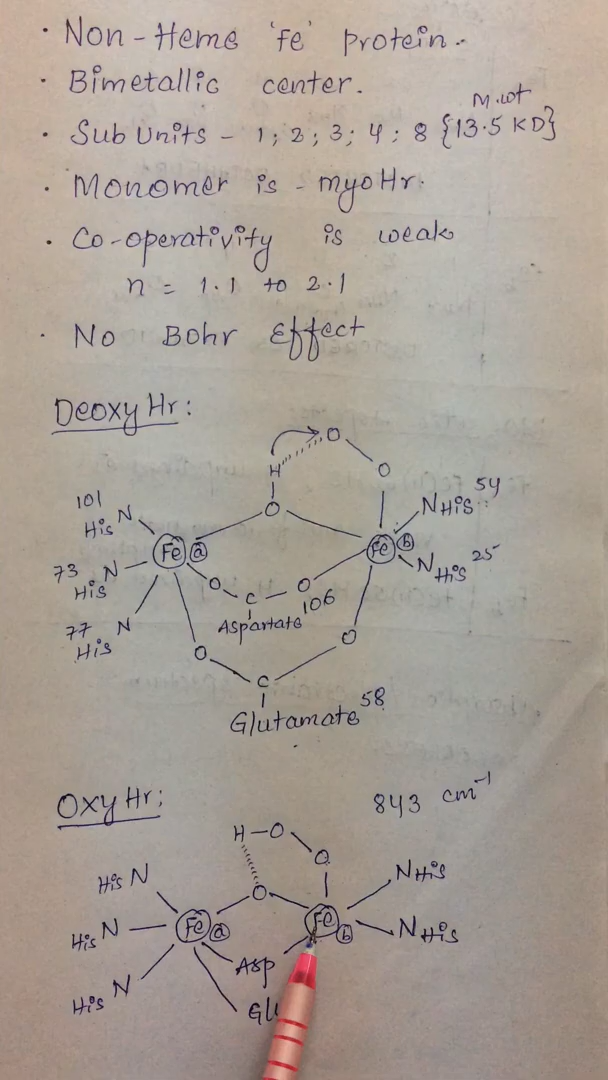 · Non-Heme 'Fe' protein.
· Bimetallic center.
M.wt
· Sub Units - 1; 2; 3; 4; 8 {13.5 KD}
· Monomer is - myoHr.
· Co-operativity is weak
n = 1.1 to 2.1
· No Bohr Effect
Deoxy Hr:
O
H O
101 His N O N His 54
Fe a Fe b
73 His N O C O N His 25
Aspartate 106
77 His N
O O
C
Glutamate 58
Oxy Hr: 843 cm-1
H-O O
His N O N His
His N Fe a Fe b N His
Asp
His N